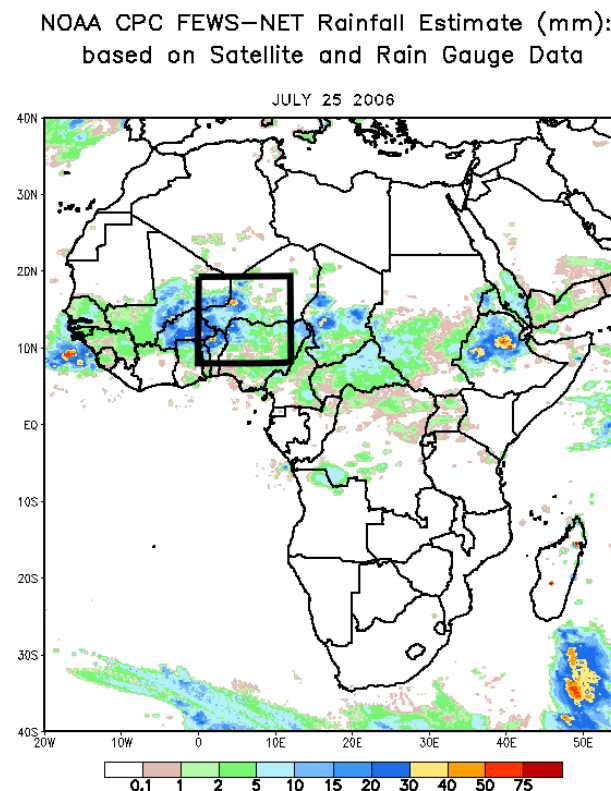 NOAA CPC FEWS-NET Rainfall Estimate (mm):
based on Satellite and Rain Gauge Data
JULY 25 2006
40N
30N
20N
10N
EQ
10S
20S
30S
40S
20W 10W 0 10E 20E 30E 40E 50E
0.1 1 2 5 10 15 20 30 40 50 75